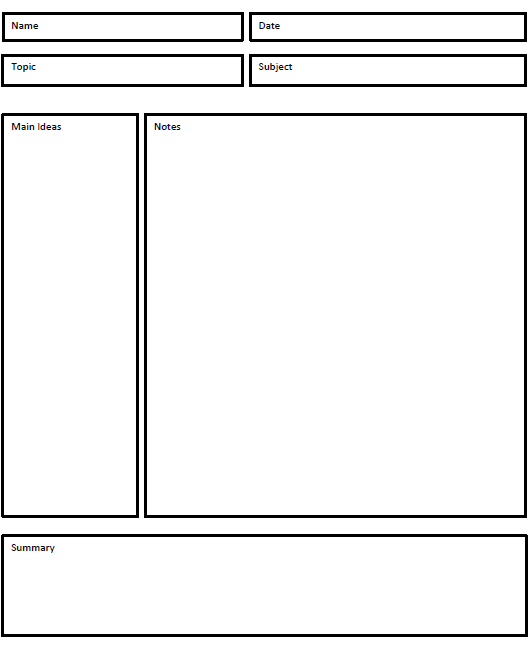 Name
Date
Topic
Subject
Main Ideas
Notes
Summary